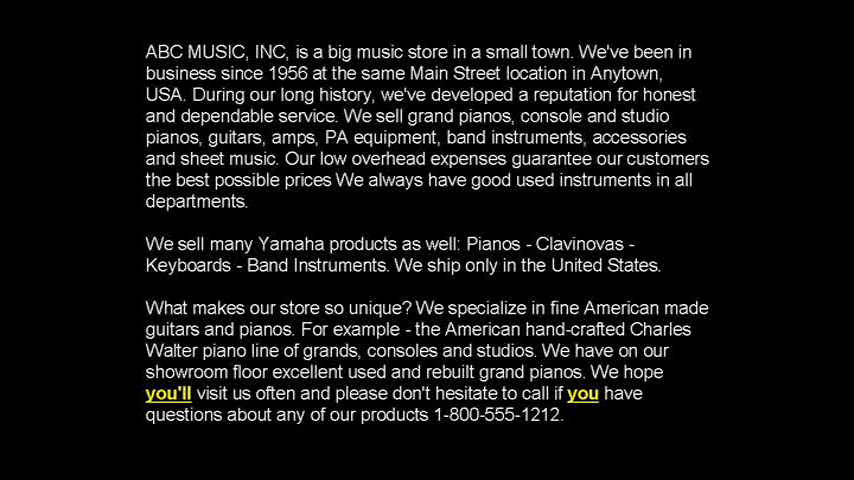 ABC MUSIC, INC, is a big music store in a small town. We've been in
business since 1956 at the same Main Street location in Anytown,
USA. During our long history, we've developed a reputation for honest
and dependable service. We sell grand pianos, console and studio
pianos, guitars, amps, PA equipment, band instruments, accessories
and sheet music. Our low overhead expenses guarantee our customers
the best possible prices We always have good used instruments in all
departments.
We sell many Yamaha products as well: Pianos - Clavinovas -
Keyboards - Band Instruments. We ship only in the United States.
What makes our store so unique? We specialize in fine American made
guitars and pianos. For example - the American hand-crafted Charles
Walter piano line of grands, consoles and studios. We have on our
showroom floor excellent used and rebuilt grand pianos. We hope
you'll visit us often and please don't hesitate to call if you have
questions about any of our products 1-800-555-1212.